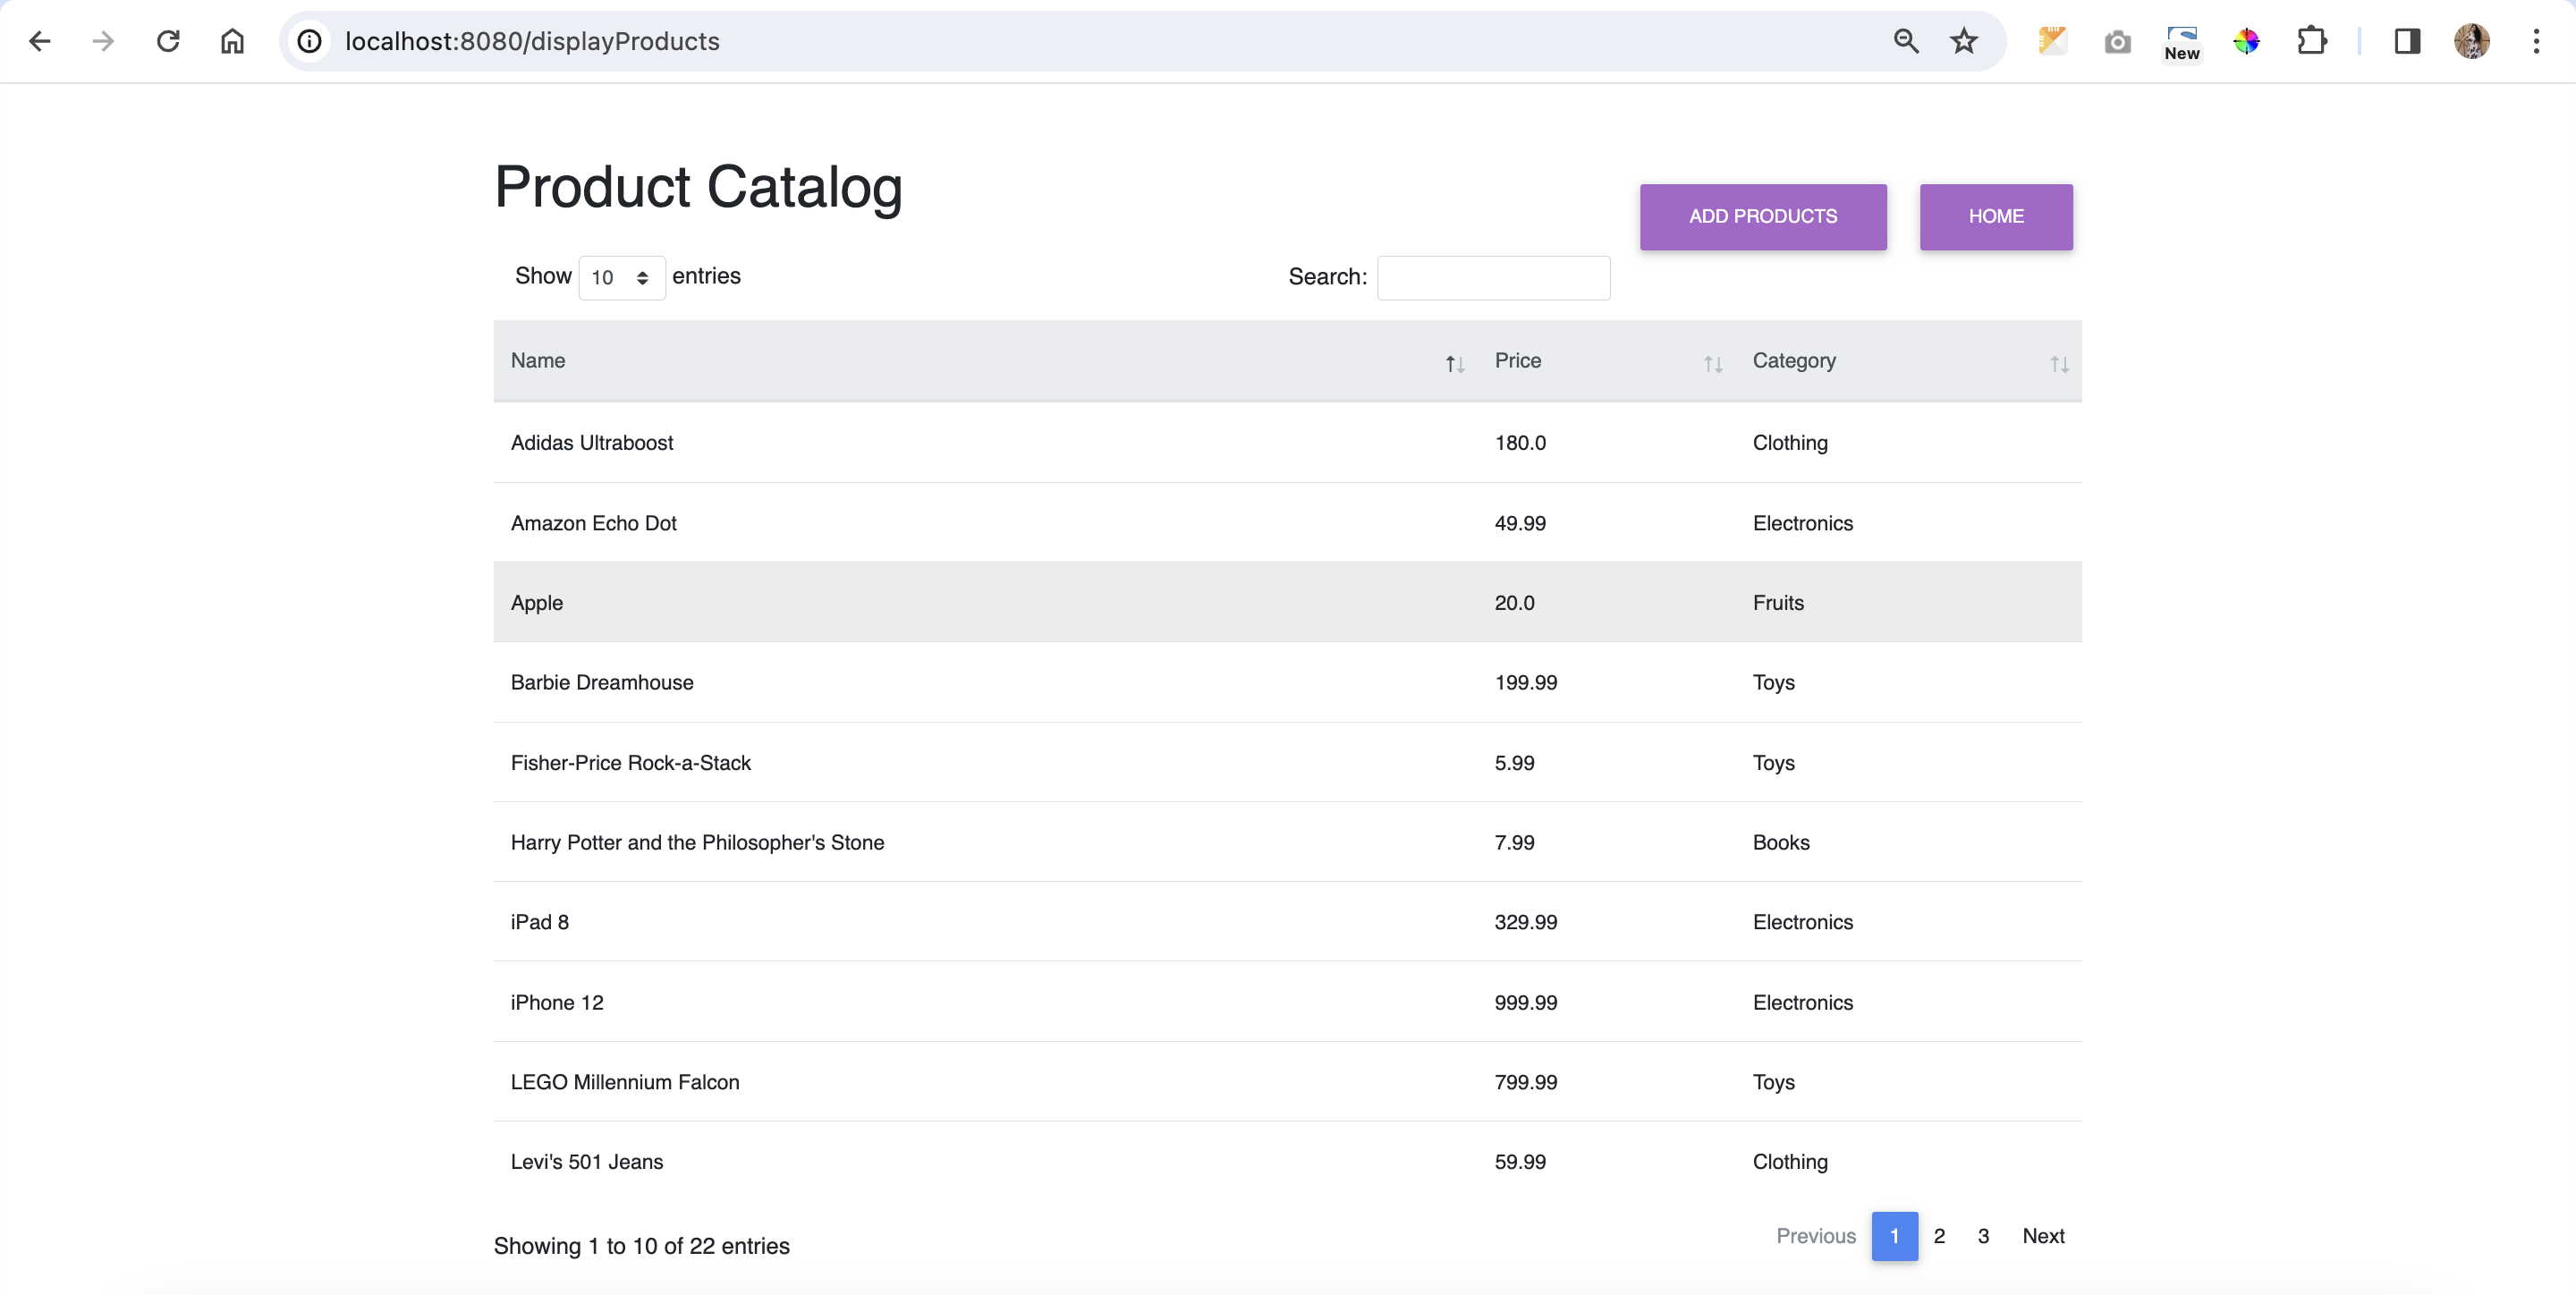 localhost:8080/displayProducts
New
Product Catalog
ADD PRODUCTS HOME
Show 10 entries Search:
Name Price Category
Adidas Ultraboost 180.0 Clothing
Amazon Echo Dot 49.99 Electronics
Apple 20.0 Fruits
Barbie Dreamhouse 199.99 Toys
Fisher-Price Rock-a-Stack 5.99 Toys
Harry Potter and the Philosopher's Stone 7.99 Books
iPad 8 329.99 Electronics
iPhone 12 999.99 Electronics
LEGO Millennium Falcon 799.99 Toys
Levi's 501 Jeans 59.99 Clothing
Showing 1 to 10 of 22 entries Previous 1 2 3 Next